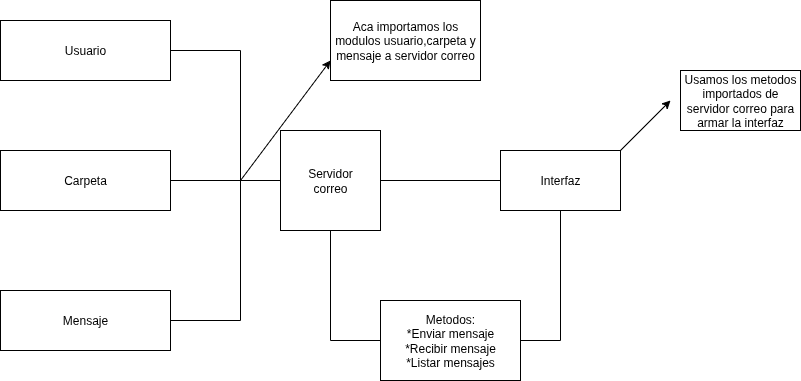 Aca importamos los
modulos usuario,carpeta y
mensaje a servidor correo
Usuario
Usamos los metodos
importados de
servidor correo para
armar la interfaz
Carpeta
Servidor
correo
Interfaz
Mensaje
Metodos:
*Enviar mensaje
*Recibir mensaje
*Listar mensajes